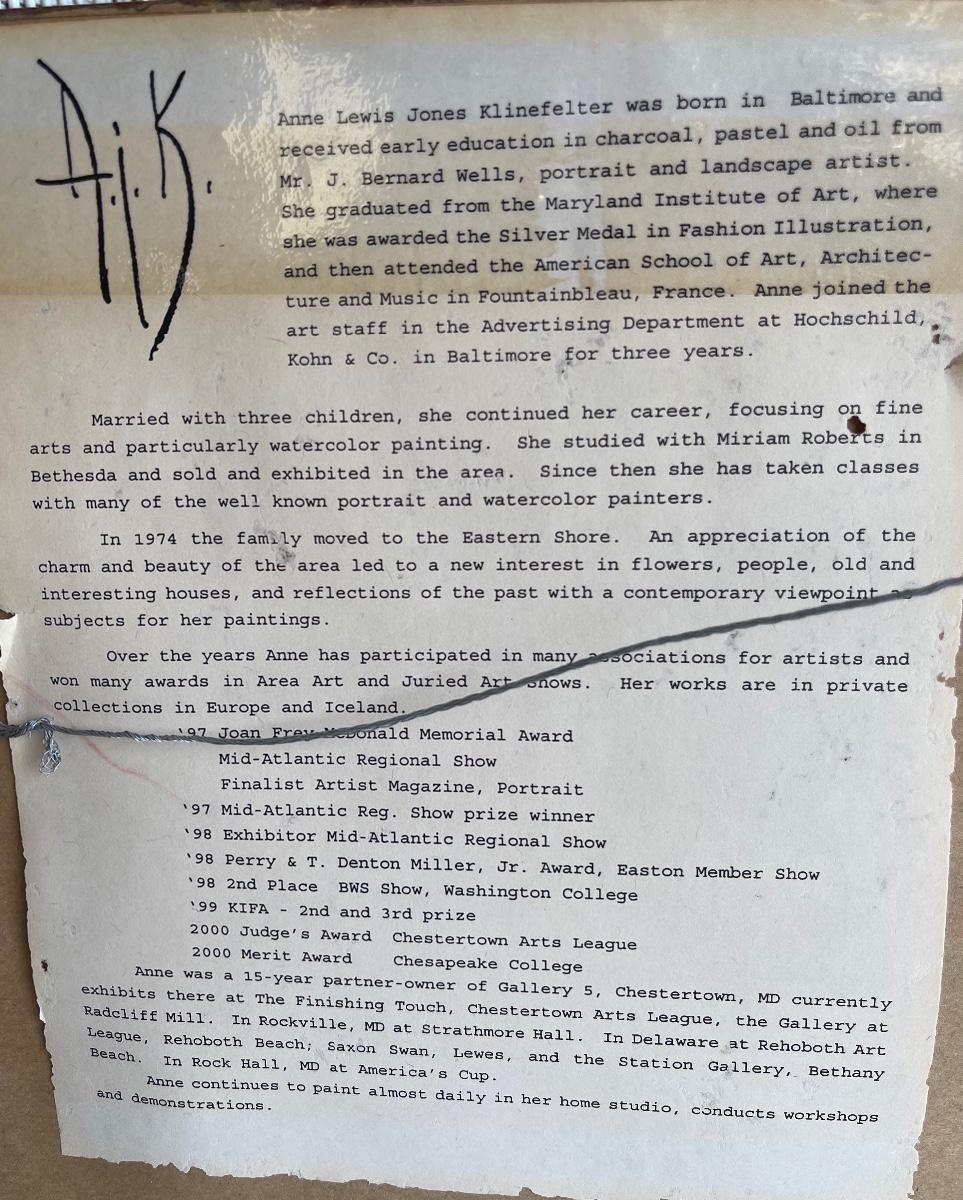 A.j.K.
Anne Lewis Jones Klinefelter was born in Baltimore and
received early education in charcoal, pastel and oil from
Mr. J. Bernard Wells, portrait and landscape artist.
She graduated from the Maryland Institute of Art, where
she was awarded the Silver Medal in Fashion Illustration,
and then attended the American School of Art, Architec-
ture and Music in Fountainbleau, France. Anne joined the
art staff in the Advertising Department at Hochschild,
Kohn & Co. in Baltimore for three years.
Married with three children, she continued her career, focusing on fine
arts and particularly watercolor painting. She studied with Miriam Roberts in
Bethesda and sold and exhibited in the area. Since then she has taken classes
with many of the well known portrait and watercolor painters.
In 1974 the family moved to the Eastern Shore. An appreciation of the
charm and beauty of the area led to a new interest in flowers, people, old and
interesting houses, and reflections of the past with a contemporary viewpoint as
subjects for her paintings.
Over the years Anne has participated in many associations for artists and
won many awards in Area Art and Juried Art Shows. Her works are in private
collections in Europe and Iceland.
'97 Joan Frey McDonald Memorial Award
Mid-Atlantic Regional Show
Finalist Artist Magazine, Portrait
'97 Mid-Atlantic Reg. Show prize winner
'98 Exhibitor Mid-Atlantic Regional Show
'98 Perry & T. Denton Miller, Jr. Award, Easton Member Show
'98 2nd Place BWS Show, Washington College
'99 KIFA - 2nd and 3rd prize
2000 Judge's Award Chestertown Arts League
2000 Merit Award Chesapeake College
Anne was a 15-year partner-owner of Gallery 5, Chestertown, MD currently
exhibits there at The Finishing Touch, Chestertown Arts League, the Gallery at
Radcliff Mill. In Rockville, MD at Strathmore Hall. In Delaware at Rehoboth Art
League, Rehoboth Beach; Saxon Swan, Lewes, and the Station Gallery, Bethany
Beach. In Rock Hall, MD at America's Cup.
Anne continues to paint almost daily in her home studio, conducts workshops
and demonstrations.